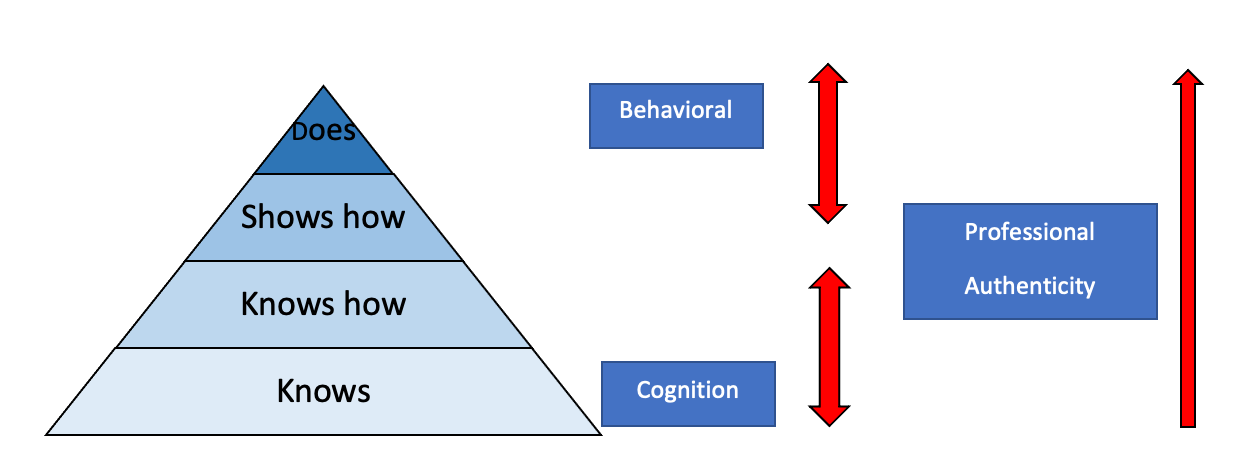 Does
Shows how
Knows how
Knows
Behavioral
Cognition
Professional
Authenticity